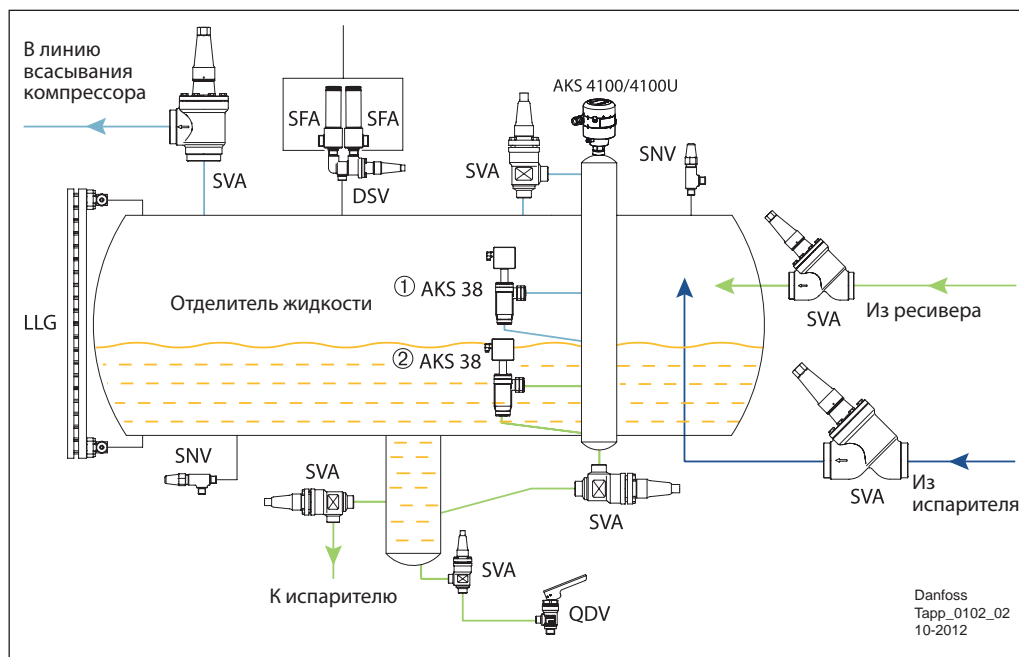 В линию
всасывания
компрессора
SVA
SFA
SFA
DSV
AKS 4100/4100U
SVA
SNV
LLG
Отделитель жидкости
① AKS 38
② AKS 38
SVA
Из ресивера
SVA
Из
испарителя
SNV
SVA
SVA
К испарителю
SVA
QDV
Danfoss
Tapp_0102_02
10-2012